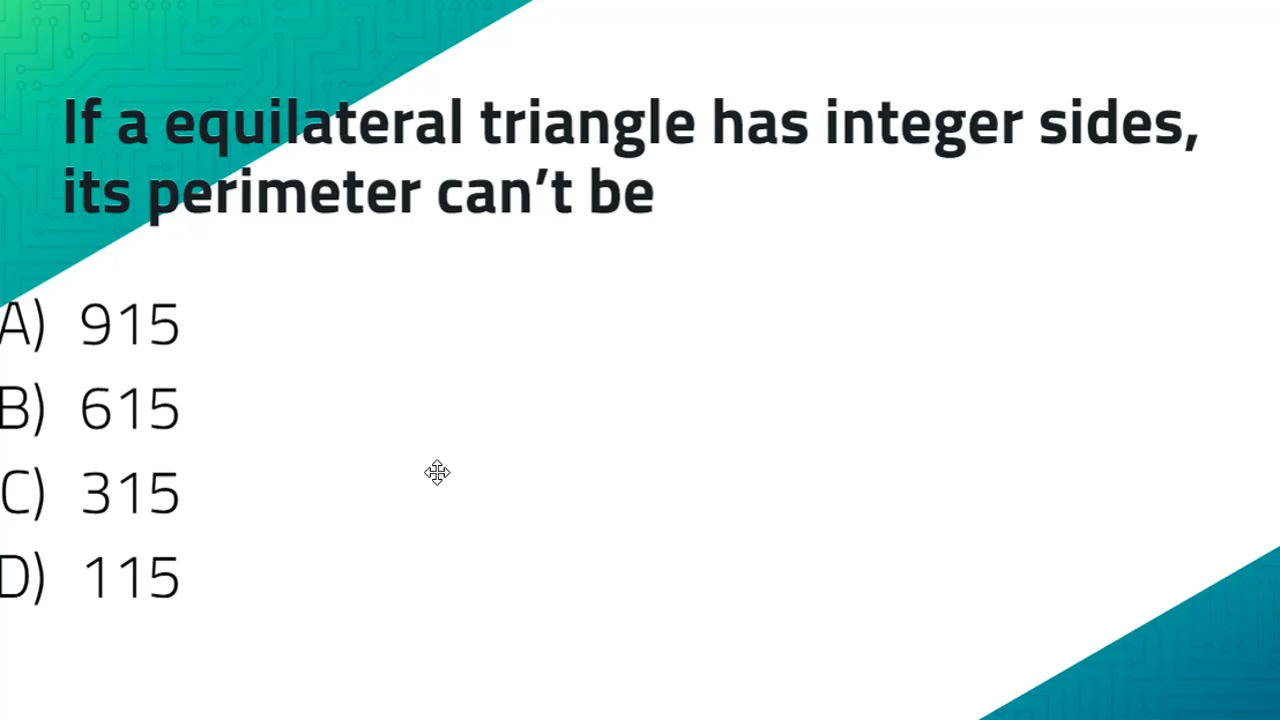 If a equilateral triangle has integer sides,
its perimeter can’t be
A) 915
B) 615
C) 315
D) 115